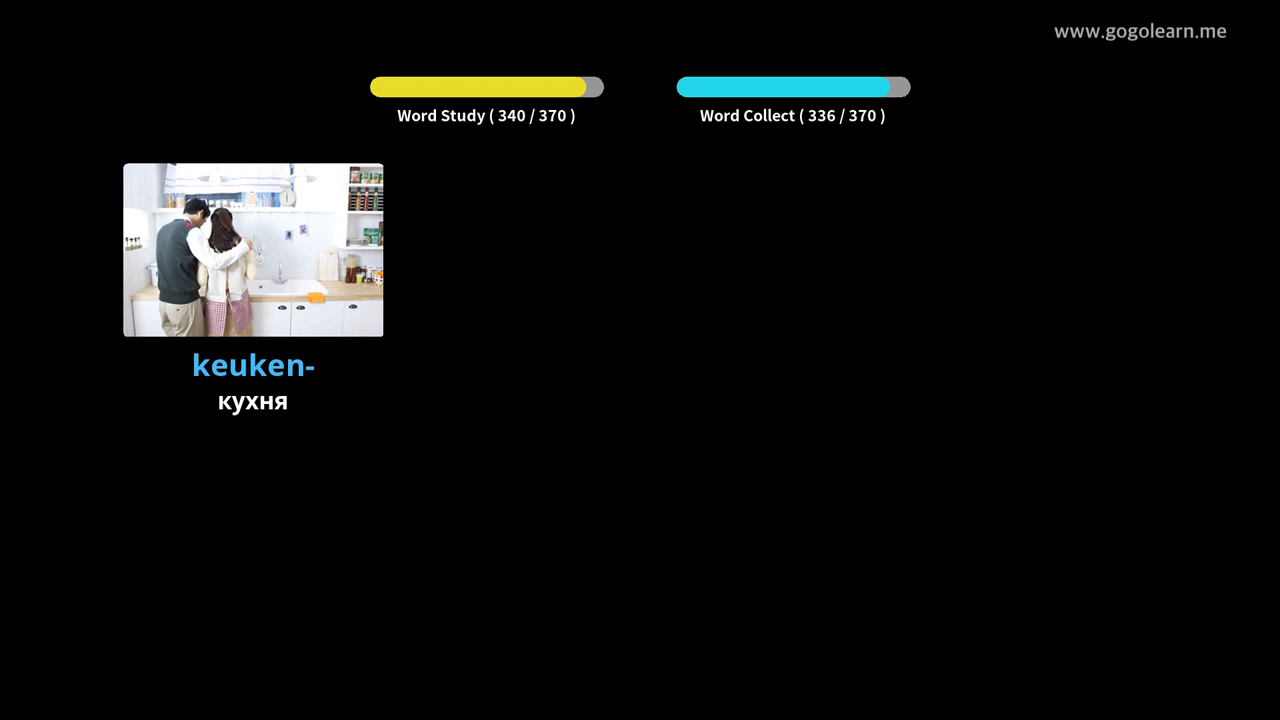 www.gogolearn.me
Word Study ( 340 / 370 )
Word Collect ( 336 / 370 )
keuken-
кухня